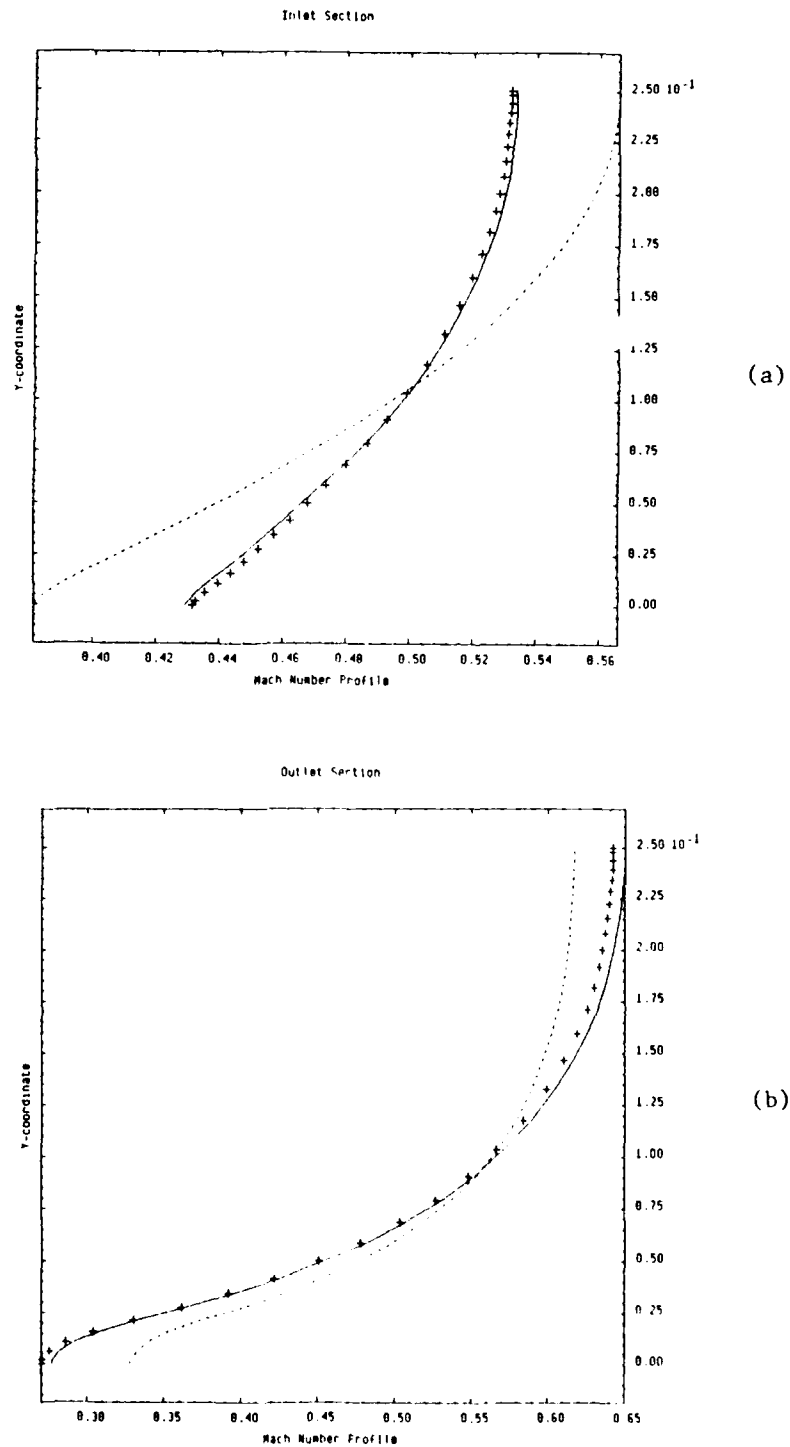 Inlet Section
2.50 10-1
2.25
2.00
1.75
1.50
1.25
1.00
0.75
0.50
0.25
0.00
Y-coordinate
0.40 0.42 0.44 0.46 0.48 0.50 0.52 0.54 0.56
Mach Number Profile
(a)
Outlet Section
2.50 10-1
2.25
2.00
1.75
1.50
1.25
1.00
0.75
0.50
0.25
0.00
Y-coordinate
0.30 0.35 0.40 0.45 0.50 0.55 0.60 0.65
Mach Number Profile
(b)